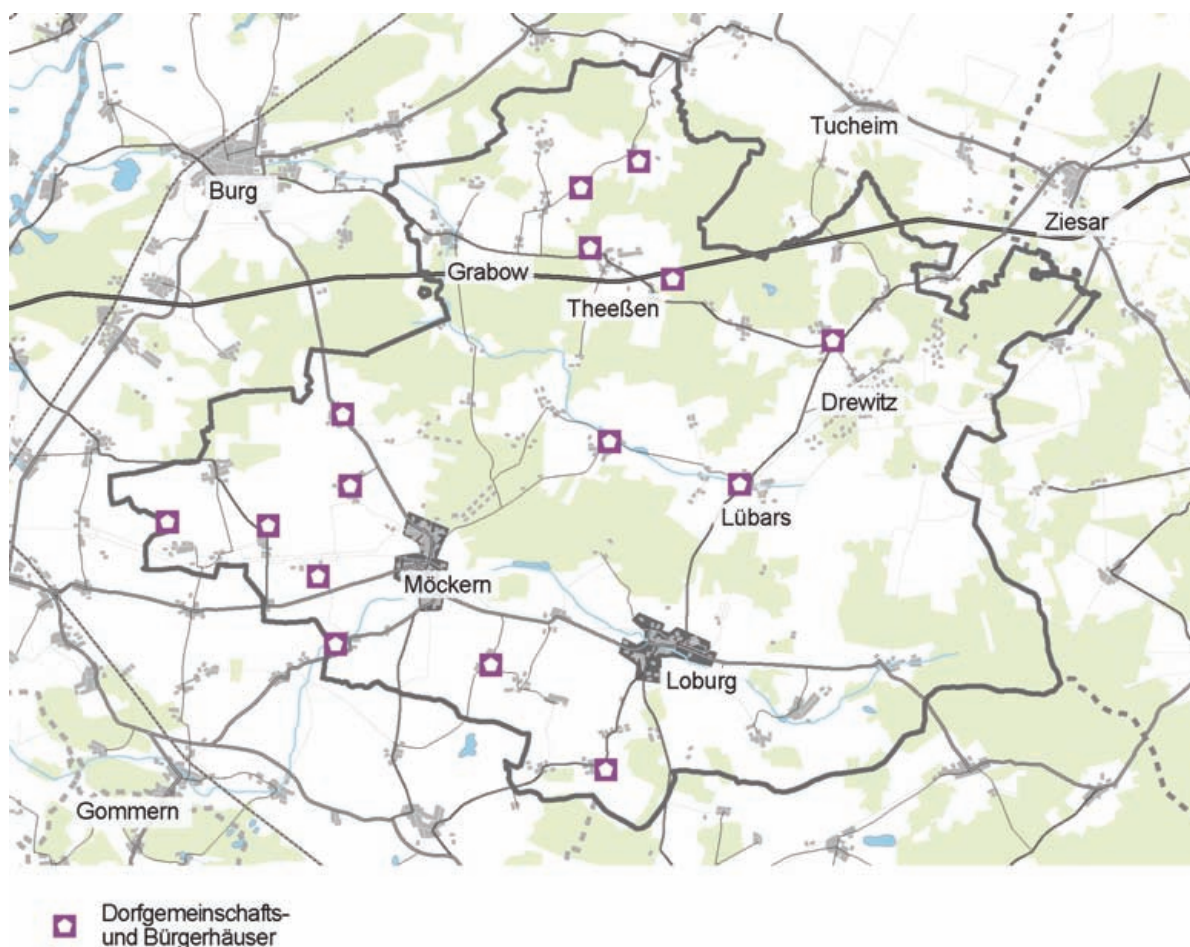 Tucheim
Burg
Ziesar
Grabow
Theeßen
Drewitz
Lübars
Möckern
Loburg
Gommern
Dorfgemeinschafts-
und Bürgerhäuser